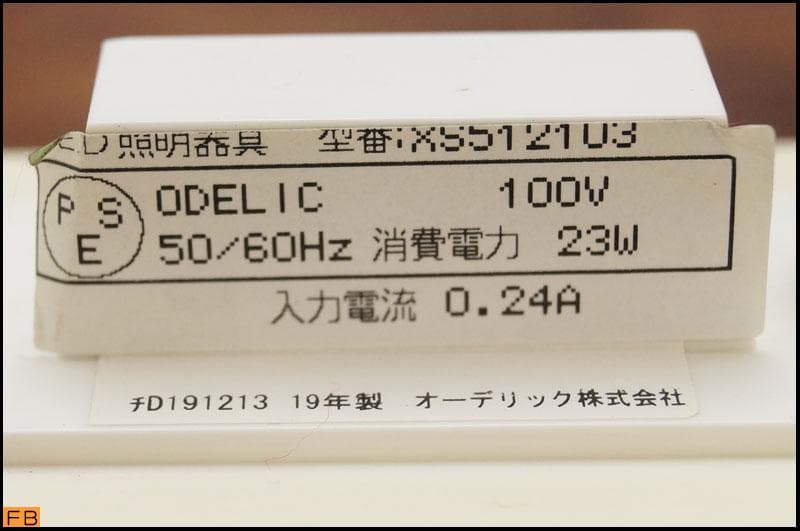 ED 照明器具 型番:XS512103
PSE ODELIC 100V
50/60Hz 消費電力 23W
入力電流 0.24A
チD191213 19年製 オーデリック株式会社
FB